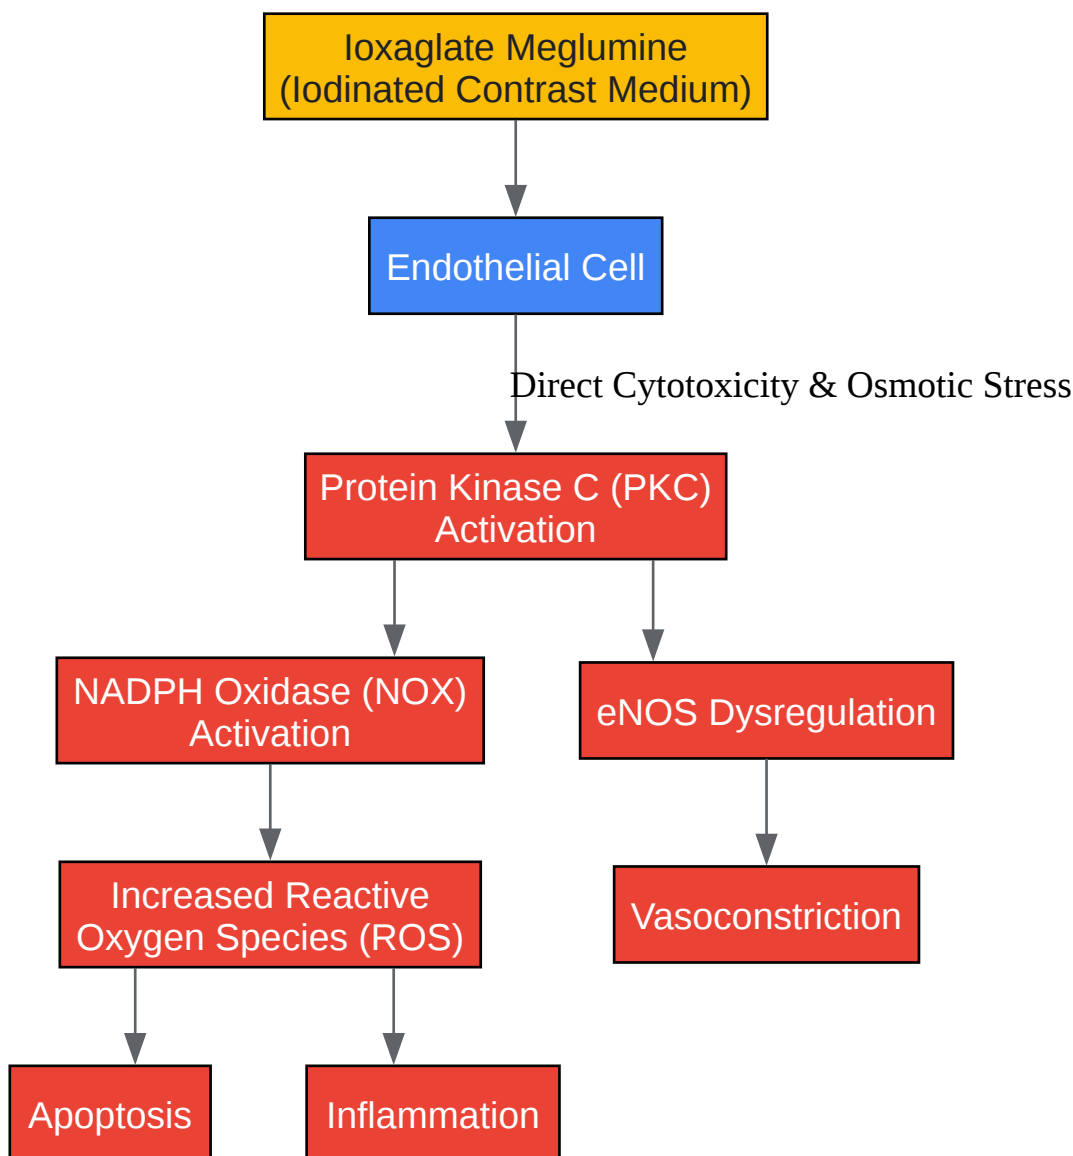 Ioxaglate Meglumine
(Iodinated Contrast Medium)
Endothelial Cell
Direct Cytotoxicity & Osmotic Stress
Protein Kinase C (PKC)
Activation
NADPH Oxidase (NOX)
Activation
eNOS Dysregulation
Increased Reactive
Oxygen Species (ROS)
Vasoconstriction
Apoptosis
Inflammation